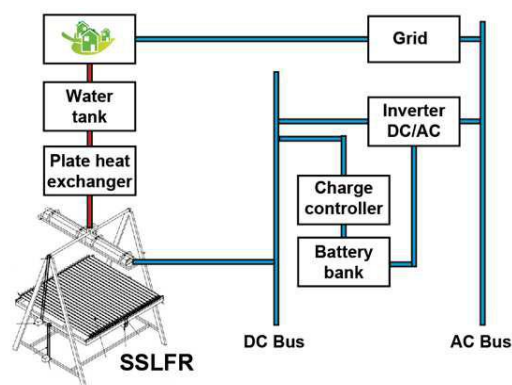 Grid
Water
tank
Inverter
DC/AC
Plate heat
exchanger
Charge
controller
Battery
bank
SSLFR
DC Bus
AC Bus